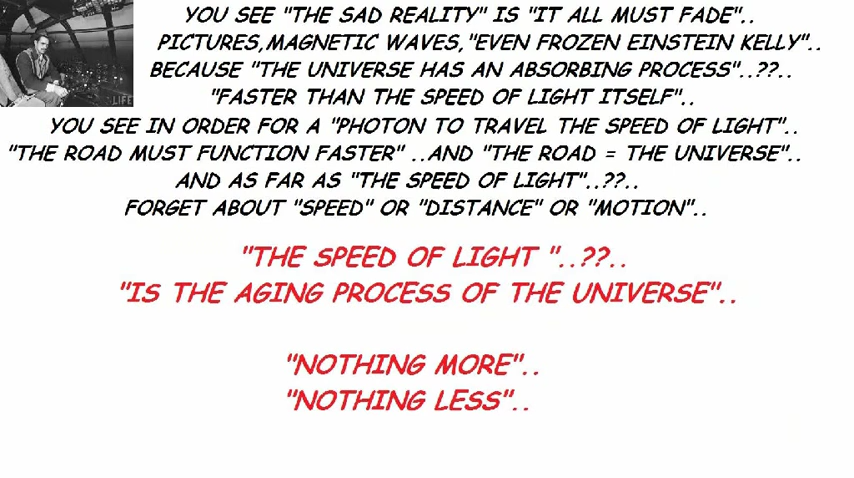 YOU SEE "THE SAD REALITY" IS "IT ALL MUST FADE"..
PICTURES,MAGNETIC WAVES,"EVEN FROZEN EINSTEIN KELLY"..
BECAUSE "THE UNIVERSE HAS AN ABSORBING PROCESS"..??..
LIFE
"FASTER THAN THE SPEED OF LIGHT ITSELF"..
YOU SEE IN ORDER FOR A "PHOTON TO TRAVEL THE SPEED OF LIGHT"..
"THE ROAD MUST FUNCTION FASTER" ..AND "THE ROAD = THE UNIVERSE"..
AND AS FAR AS "THE SPEED OF LIGHT"..??..
FORGET ABOUT "SPEED" OR "DISTANCE" OR "MOTION"..
"THE SPEED OF LIGHT "..??..
"IS THE AGING PROCESS OF THE UNIVERSE"..
"NOTHING MORE"..
"NOTHING LESS"..